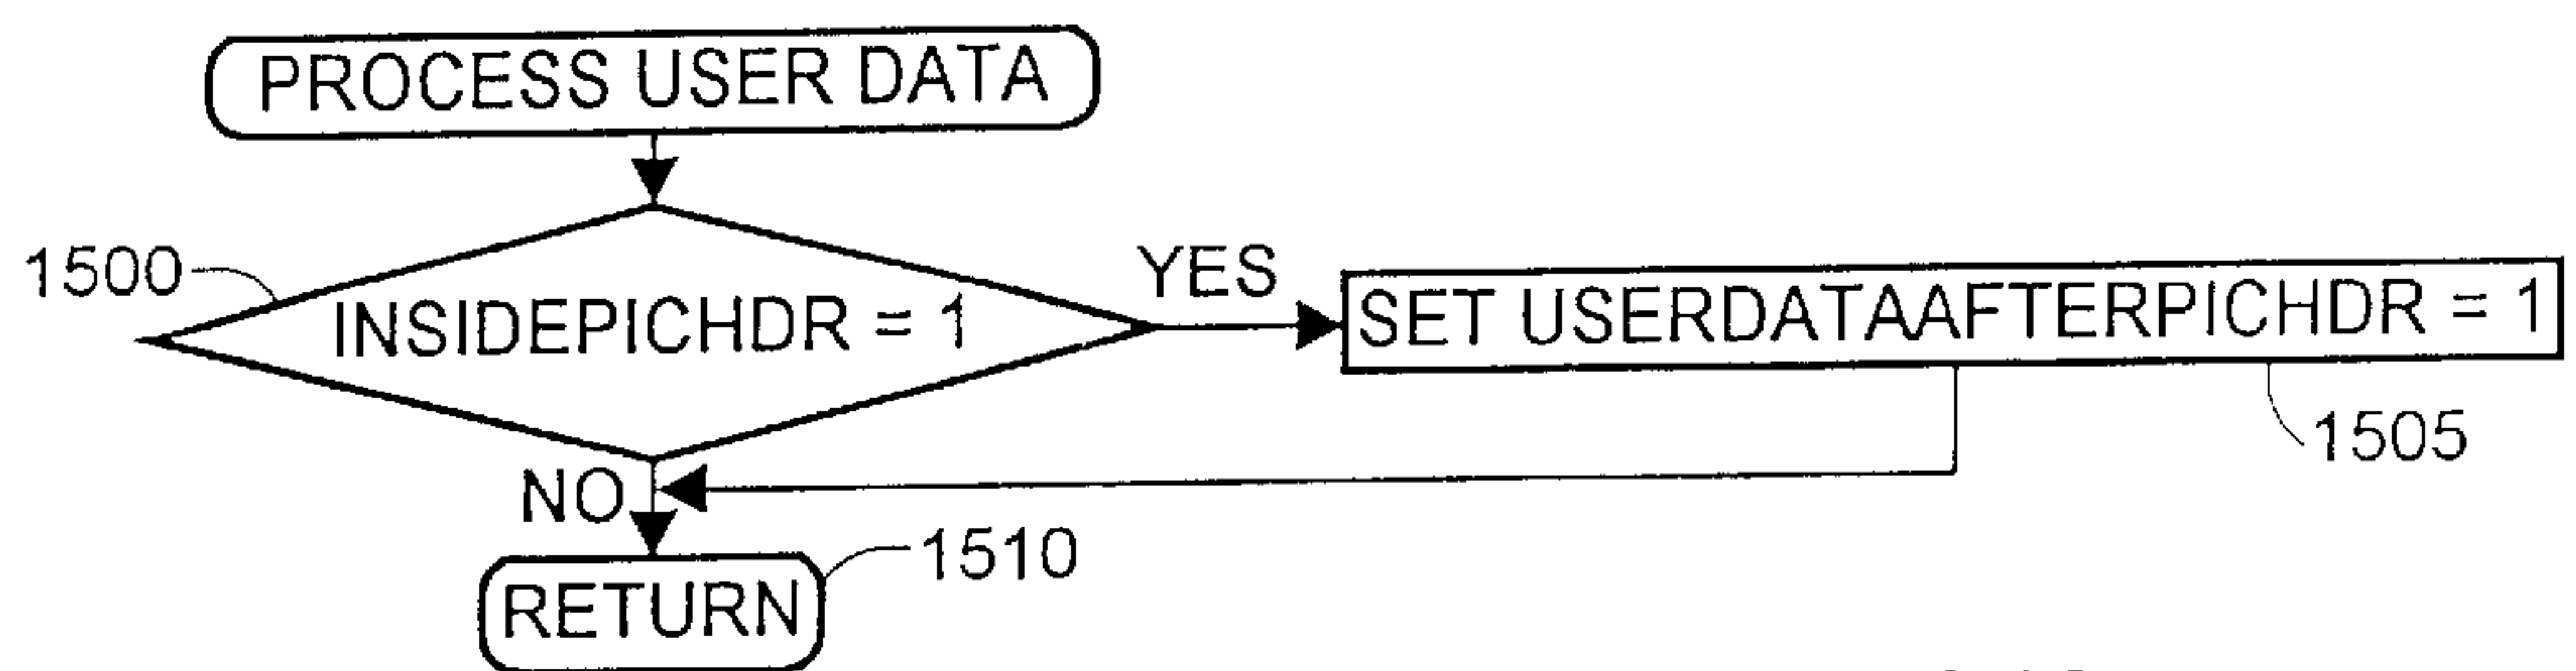 PROCESS USER DATA
1500
INSIDEPICHDR = 1
YES
SET USERDATAAFTERPICHDR = 1
1505
NO
1510
RETURN